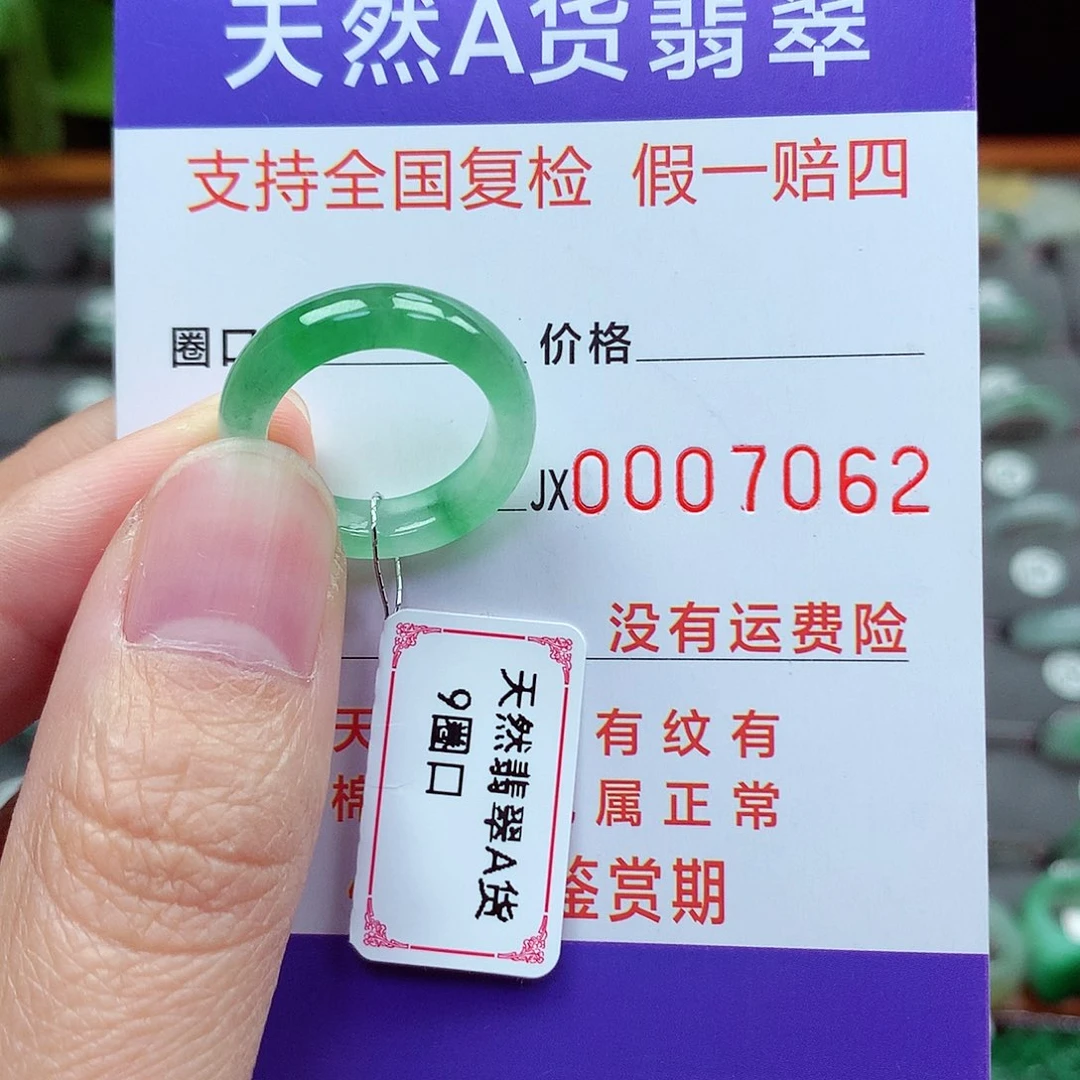 天然A货翡翠
支持全国复检 假一赔四
圈口 价格
JX0007062
没有运费险
天 有纹有
棉 属正常
鉴赏期
天然翡翠A货
9圈口